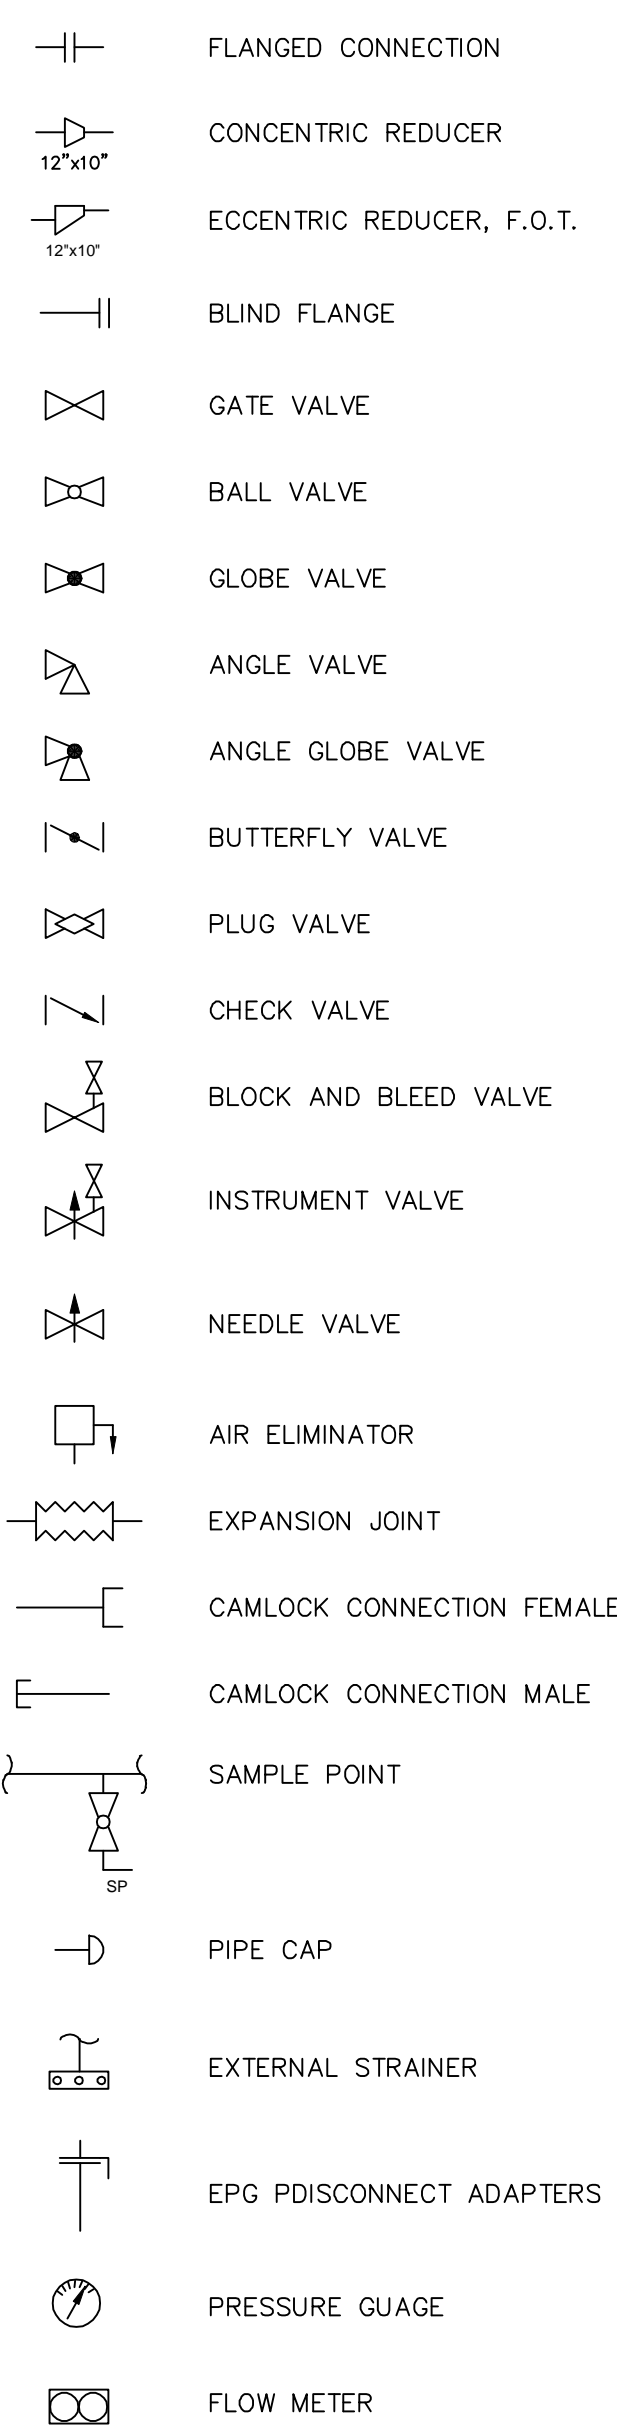 FLANGED CONNECTION
CONCENTRIC REDUCER
12"x10"
ECCENTRIC REDUCER, F.O.T.
12"x10"
BLIND FLANGE
GATE VALVE
BALL VALVE
GLOBE VALVE
ANGLE VALVE
ANGLE GLOBE VALVE
BUTTERFLY VALVE
PLUG VALVE
CHECK VALVE
BLOCK AND BLEED VALVE
INSTRUMENT VALVE
NEEDLE VALVE
AIR ELIMINATOR
EXPANSION JOINT
CAMLOCK CONNECTION FEMALE
CAMLOCK CONNECTION MALE
SAMPLE POINT
SP
PIPE CAP
EXTERNAL STRAINER
EPG PDISCONNECT ADAPTERS
PRESSURE GUAGE
FLOW METER